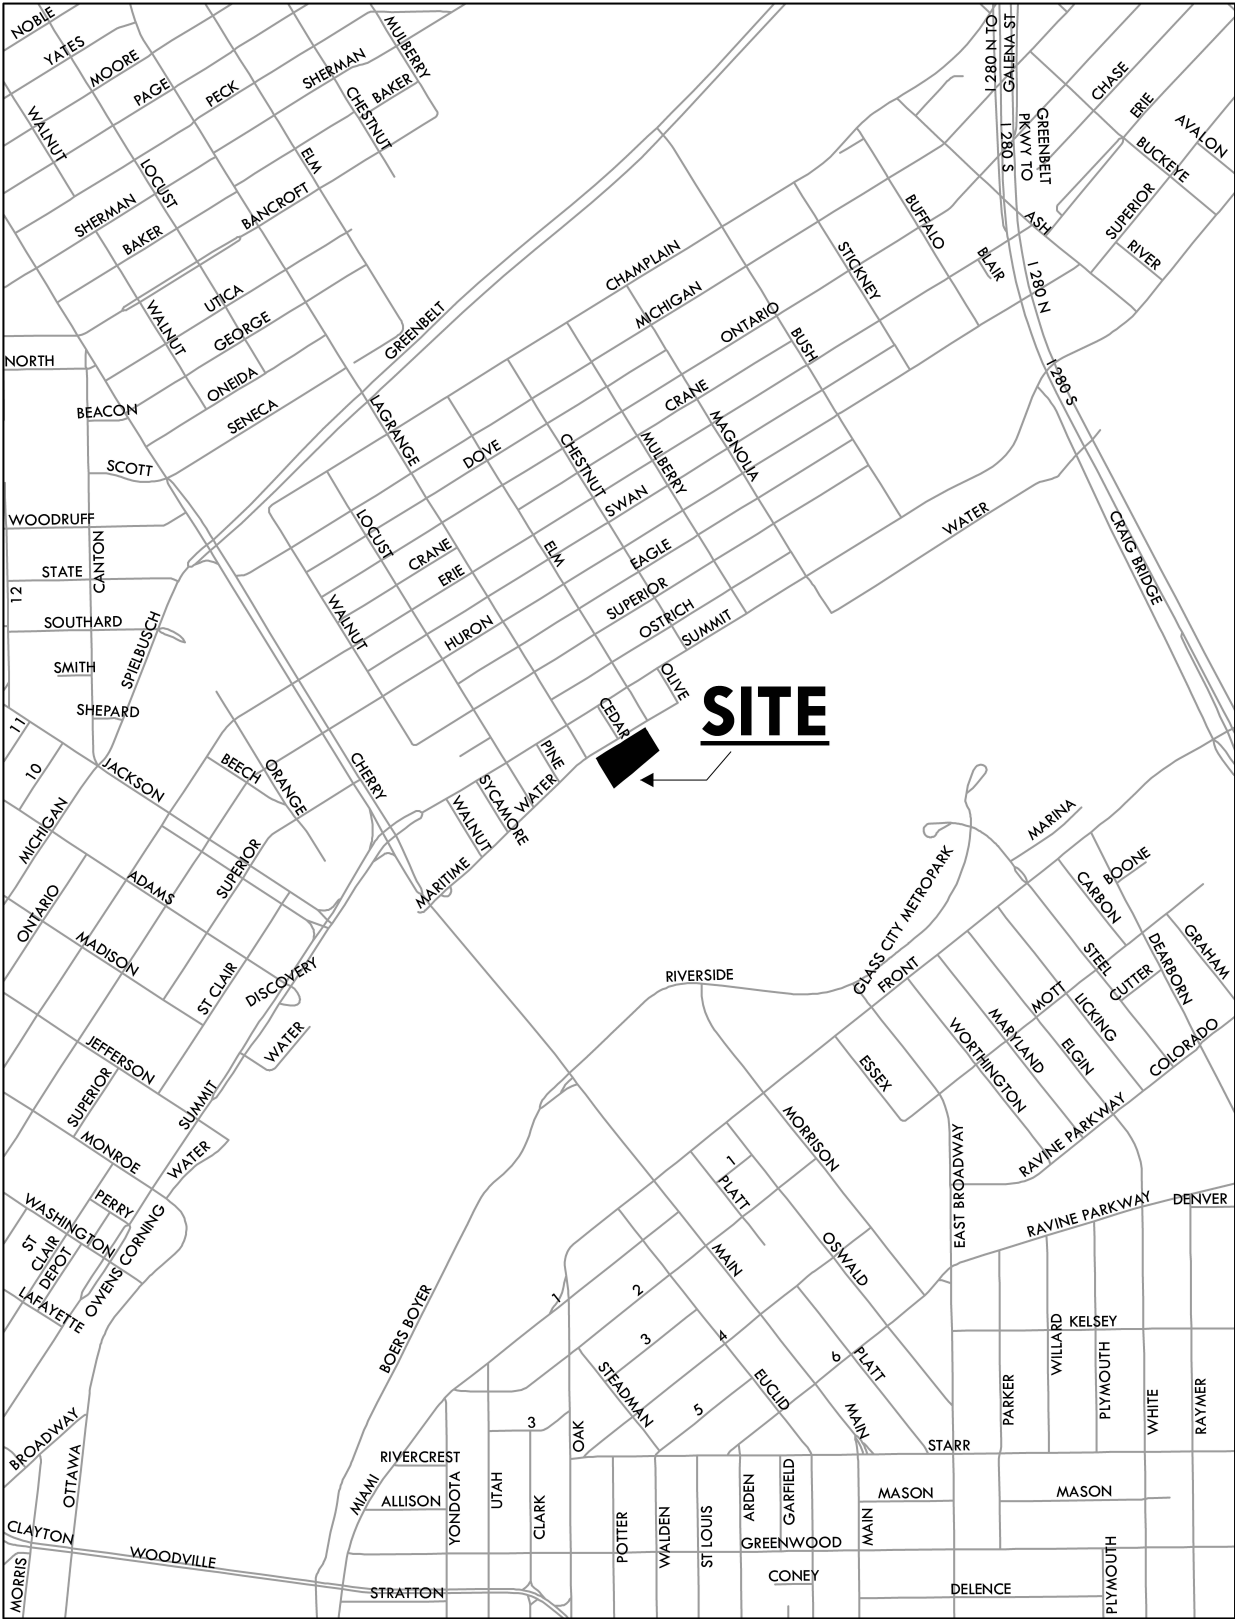 NOBLE
YATES
MOORE
PAGE
PECK
SHERMAN
MULBERRY
BAKER
CHESTNUT
WALNUT
LOCUST
ELM
SHERMAN
BAKER
BANCROFT
UTICA
WALNUT
GEORGE
NORTH
ONEIDA
BEACON
SENECA
SCOTT
WOODRUFF
CANTON
STATE
12
SOUTHARD
SPIELBUSCH
SMITH
SHEPARD
I 280 N TO
GALENA ST
I 280 S
GREENBELT
PKWY TO
CHASE
ERIE
AVALON
BUCKEYE
SUPERIOR
RIVER
ASH
BUFFALO
BLAIR
STICKNEY
I 280 N
I 280 S
CHAMPLAIN
MICHIGAN
ONTARIO
BUSH
GREENBELT
LAGRANGE
CRANE
MAGNOLIA
DOVE
CHESTNUT
MULBERRY
SWAN
LOCUST
CRANE
ERIE
ELM
EAGLE
WALNUT
HURON
SUPERIOR
OSTRICH
SUMMIT
WATER
CRAIG BRIDGE
OLIVE
CEDAR
SITE
PINE
WATER
SYCAMORE
WALNUT
MARITIME
CHERRY
ORANGE
BEECH
11
10
JACKSON
MICHIGAN
ADAMS
SUPERIOR
ONTARIO
MADISON
ST CLAIR
DISCOVERY
WATER
JEFFERSON
SUPERIOR
SUMMIT
MONROE
WATER
PERRY
WASHINGTON
ST
CLAIR
DEPOT
OWENS CORNING
LAFAYETTE
BROADWAY
OTTAWA
CLAYTON
WOODVILLE
MORRIS
STRATTON
RIVERSIDE
GLASS CITY METROPARK
FRONT
MARINA
BOONE
CARBON
STEEL
CUTTER
DEARBORN
GRAHAM
MOTT
LICKING
MARYLAND
ELGIN
WORTHINGTON
COLORADO
ESSEX
RAVINE PARKWAY
EAST BROADWAY
MORRISON
1
PLATT
OSWALD
MAIN
RAVINE PARKWAY
DENVER
1
2
3
4
BOERS BOYER
6
PLATT
KELSEY
WILLARD
PLYMOUTH
PARKER
WHITE
RAYMER
STEADMAN
EUCLID
5
3
OAK
MAIN
STARR
RIVERCREST
MIAMI
ALLISON
YONDOTA
UTAH
CLARK
POTTER
WALDEN
ST LOUIS
ARDEN
GARFIELD
MAIN
MASON
MASON
GREENWOOD
CONEY
DELENCE
PLYMOUTH